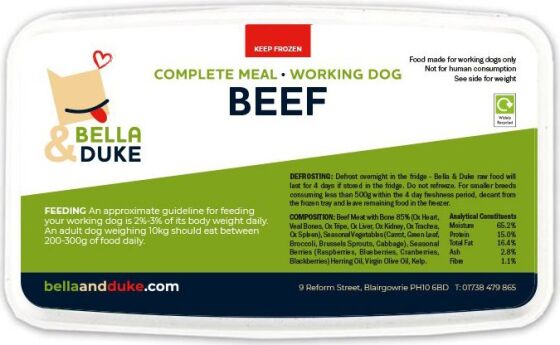 KEEP FROZEN
Food made for working dogs only
Not for human consumption
See side for weight
COMPLETE MEAL • WORKING DOG
BEEF
Widely
Recycled
BELLA
& DUKE
DEFROSTING: Defrost overnight in the fridge - Bella & Duke raw food will
last for 4 days if stored in the fridge. Do not refreeze. For smaller breeds
consuming less than 500g within the 4 day freshness period, decant from
the frozen tray and leave remaining food in the freezer.
FEEDING An approximate guideline for feeding
your working dog is 2%-3% of its body weight daily.
An adult dog weighing 10kg should eat between
200-300g of food daily.
COMPOSITION: Beef Meat with Bone 85% (Ox Heart,
Veal Bones, Ox Tripe, Ox Liver, Ox Kidney, Ox Trachea,
Ox Spleen), Seasonal Vegetables (Carrot, Green Leaf,
Broccoli, Brussels Sprouts, Cabbage), Seasonal
Berries (Raspberries, Blueberries, Cranberries,
Blackberries) Herring Oil, Virgin Olive Oil, Kelp.
Analytical Constituents
Moisture 65.2%
Protein 15.0%
Total Fat 16.4%
Ash 2.8%
Fibre 1.1%
bellaandduke.com
9 Reform Street, Blairgowrie PH10 6BD T: 01738 479 865